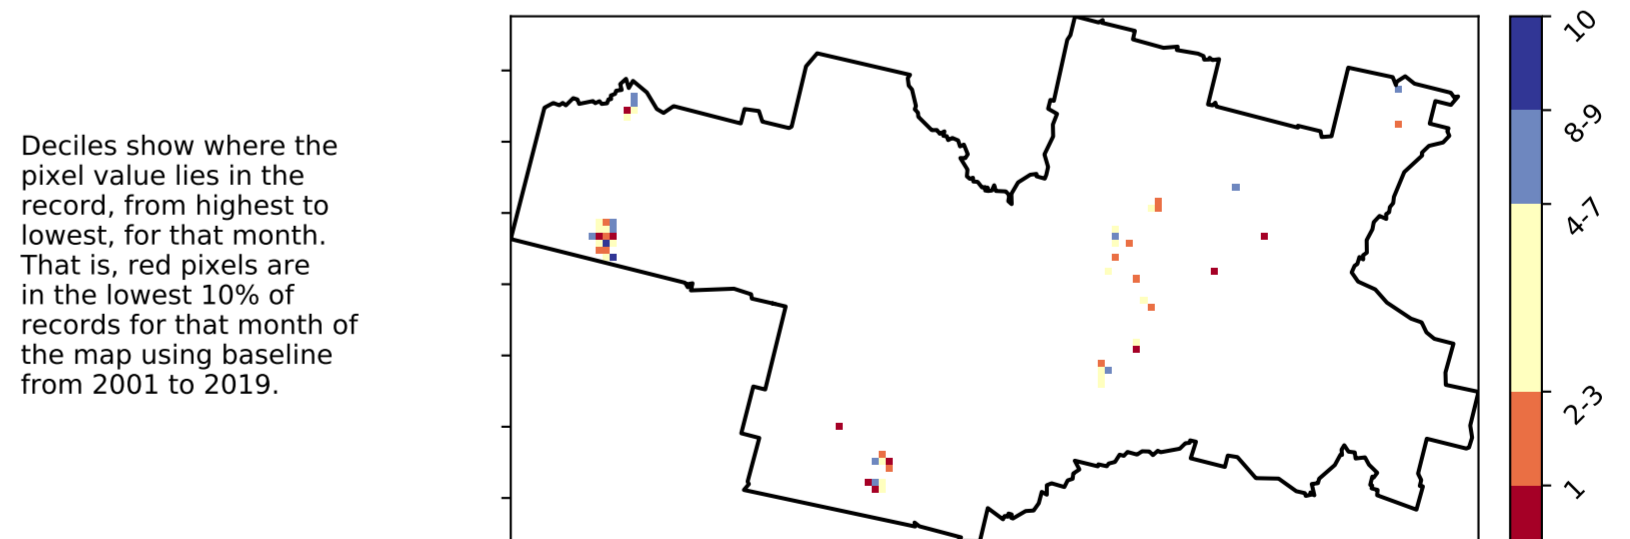 Deciles show where the
pixel value lies in the
record, from highest to
lowest, for that month.
That is, red pixels are
in the lowest 10% of
records for that month of
the map using baseline
from 2001 to 2019.
10
8-9
4-7
2-3
1